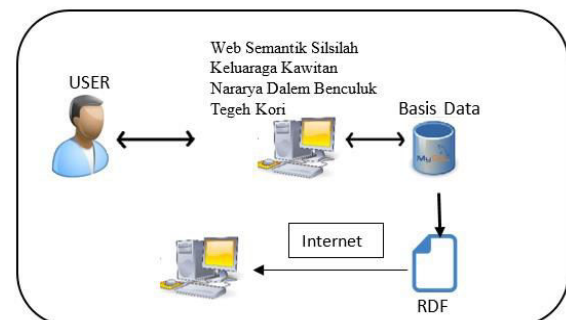 USER
Web Semantik Silsilah
Keluaraga Kawitan
Nararya Dalem Benculuk
Tegeh Kori
Basis Data
Internet
RDF